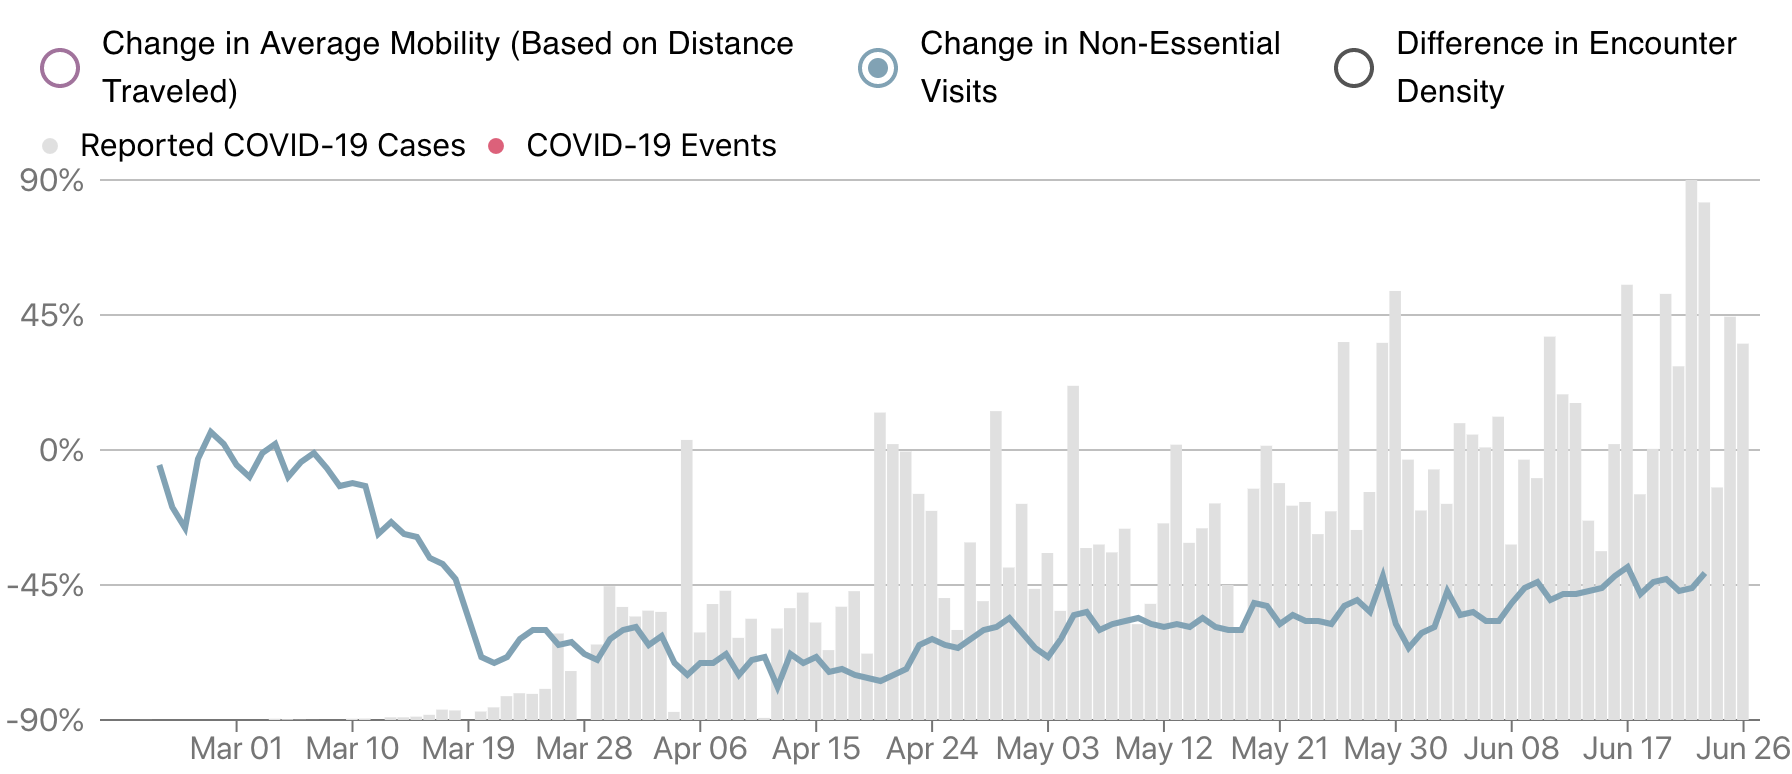 Change in Average Mobility (Based on Distance
Traveled)
Change in Non-Essential
Visits
Difference in Encounter
Density
Reported COVID-19 Cases
COVID-19 Events
90%
45%
0%
-45%
-90%
Mar 01 Mar 10 Mar 19 Mar 28 Apr 06 Apr 15 Apr 24 May 03 May 12 May 21 May 30 Jun 08 Jun 17 Jun 26